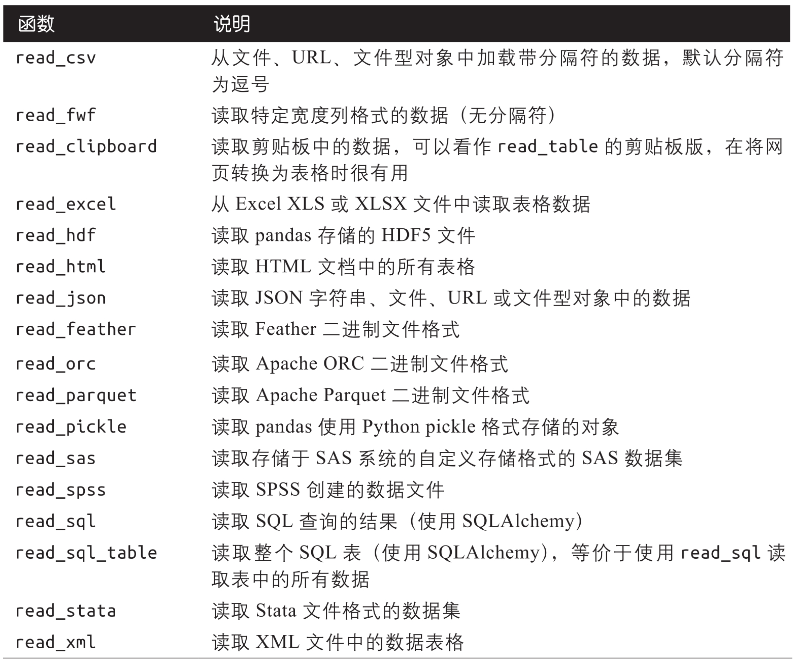 函数 说明
read_csv 从文件、URL、文件型对象中加载带分隔符的数据，默认分隔符
为逗号
read_fwf 读取特定宽度列格式的数据（无分隔符）
read_clipboard 读取剪贴板中的数据，可以看作 read_table 的剪贴板版，在将网
页转换为表格时很有用
read_excel 从 Excel XLS 或 XLSX 文件中读取表格数据
read_hdf 读取 pandas 存储的 HDF5 文件
read_html 读取 HTML 文档中的所有表格
read_json 读取 JSON 字符串、文件、URL 或文件型对象中的数据
read_feather 读取 Feather 二进制文件格式
read_orc 读取 Apache ORC 二进制文件格式
read_parquet 读取 Apache Parquet 二进制文件格式
read_pickle 读取 pandas 使用 Python pickle 格式存储的对象
read_sas 读取存储于 SAS 系统的自定义存储格式的 SAS 数据集
read_spss 读取 SPSS 创建的数据文件
read_sql 读取 SQL 查询的结果（使用 SQLAlchemy）
read_sql_table 读取整个 SQL 表（使用 SQLAlchemy），等价于使用 read_sql 读
取表中的所有数据
read_stata 读取 Stata 文件格式的数据集
read_xml 读取 XML 文件中的数据表格